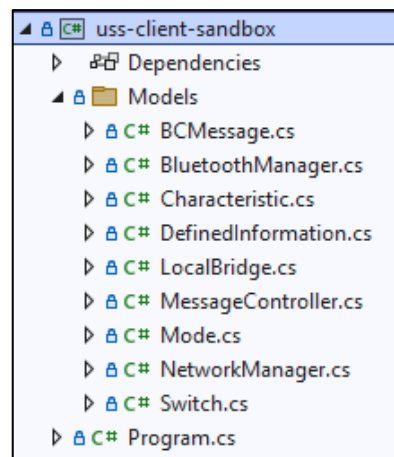 C# uss-client-sandbox
Dependencies
Models
C# BCMessage.cs
C# BluetoothManager.cs
C# Characteristic.cs
C# DefinedInformation.cs
C# LocalBridge.cs
C# MessageController.cs
C# Mode.cs
C# NetworkManager.cs
C# Switch.cs
C# Program.cs